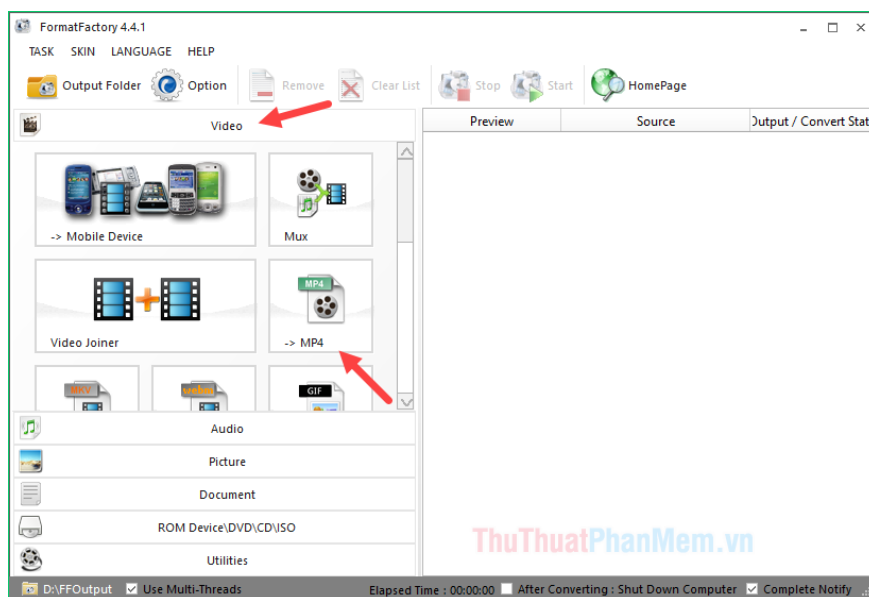 FormatFactory 4.4.1
TASK SKIN LANGUAGE HELP
Output Folder Option Remove Clear List Stop Start HomePage
Video
Preview Source Output / Convert Stat
-> Mobile Device Mux
MP4
Video Joiner -> MP4
MKV webm GIF
Audio
Picture
Document
ROM Device\DVD\CD\ISO
ThuThuatPhanMem.vn
Utilities
D:\FFOutput Use Multi-Threads Elapsed Time : 00:00:00 After Converting : Shut Down Computer Complete Notify